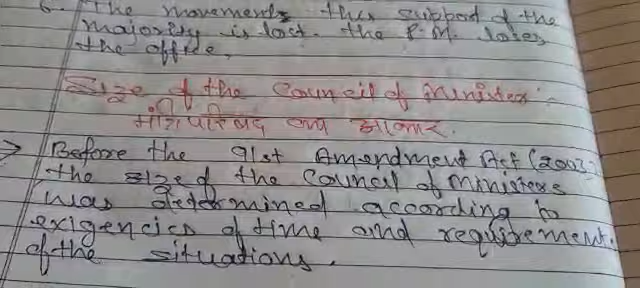 6. The movements this support of the
majority is lost. the P.M. loses
the office.
Size of the Council of minister :-
मंत्रिपरिषद का आकार.
→ Before the 91st Amendment Act (2003)
the size of the Council of ministers
was determined according to
exigencies of time and requirement.
of the situations.